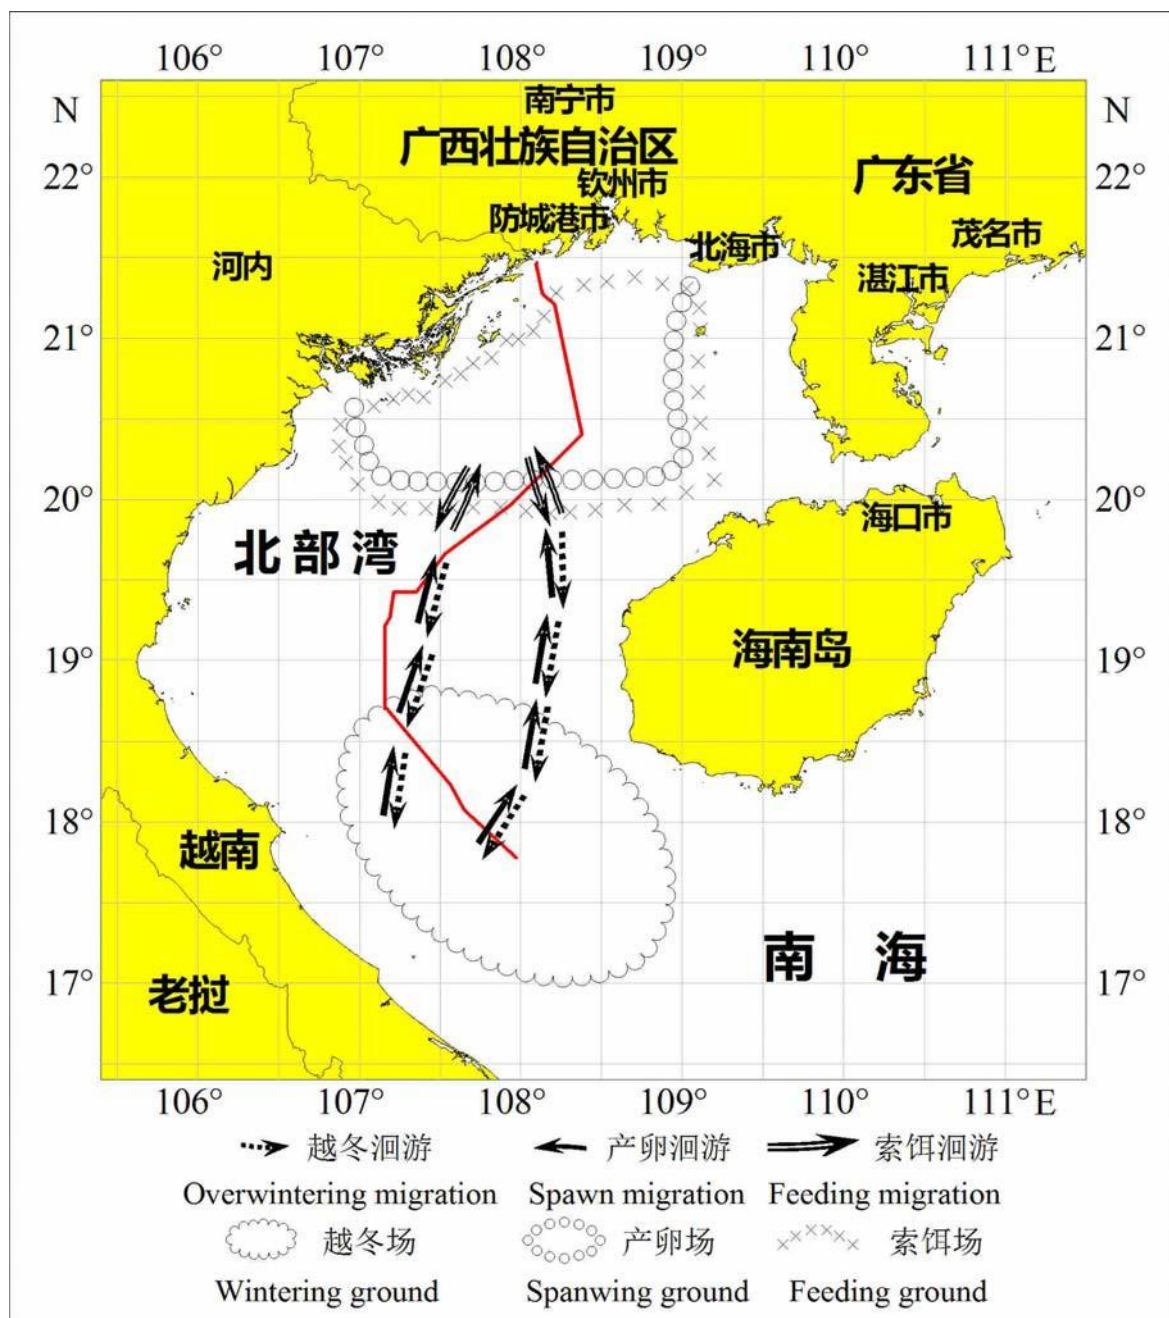 106° 107° 108° 109° 110° 111° E
N N
南宁市
广西壮族自治区
广东省
22° 钦州市 22°
防城港市
茂名市
北海市
河内
湛江市
21° 21°
20° 20°
海口市
北部湾
海南岛
19° 19°
18° 18°
越南
南海
17° 17°
老挝
106° 107° 108° 109° 110° 111° E
越冬洄游 产卵洄游 索饵洄游
Overwintering migration Spawn migration Feeding migration
越冬场 产卵场 索饵场
Wintering ground Spanwing ground Feeding ground